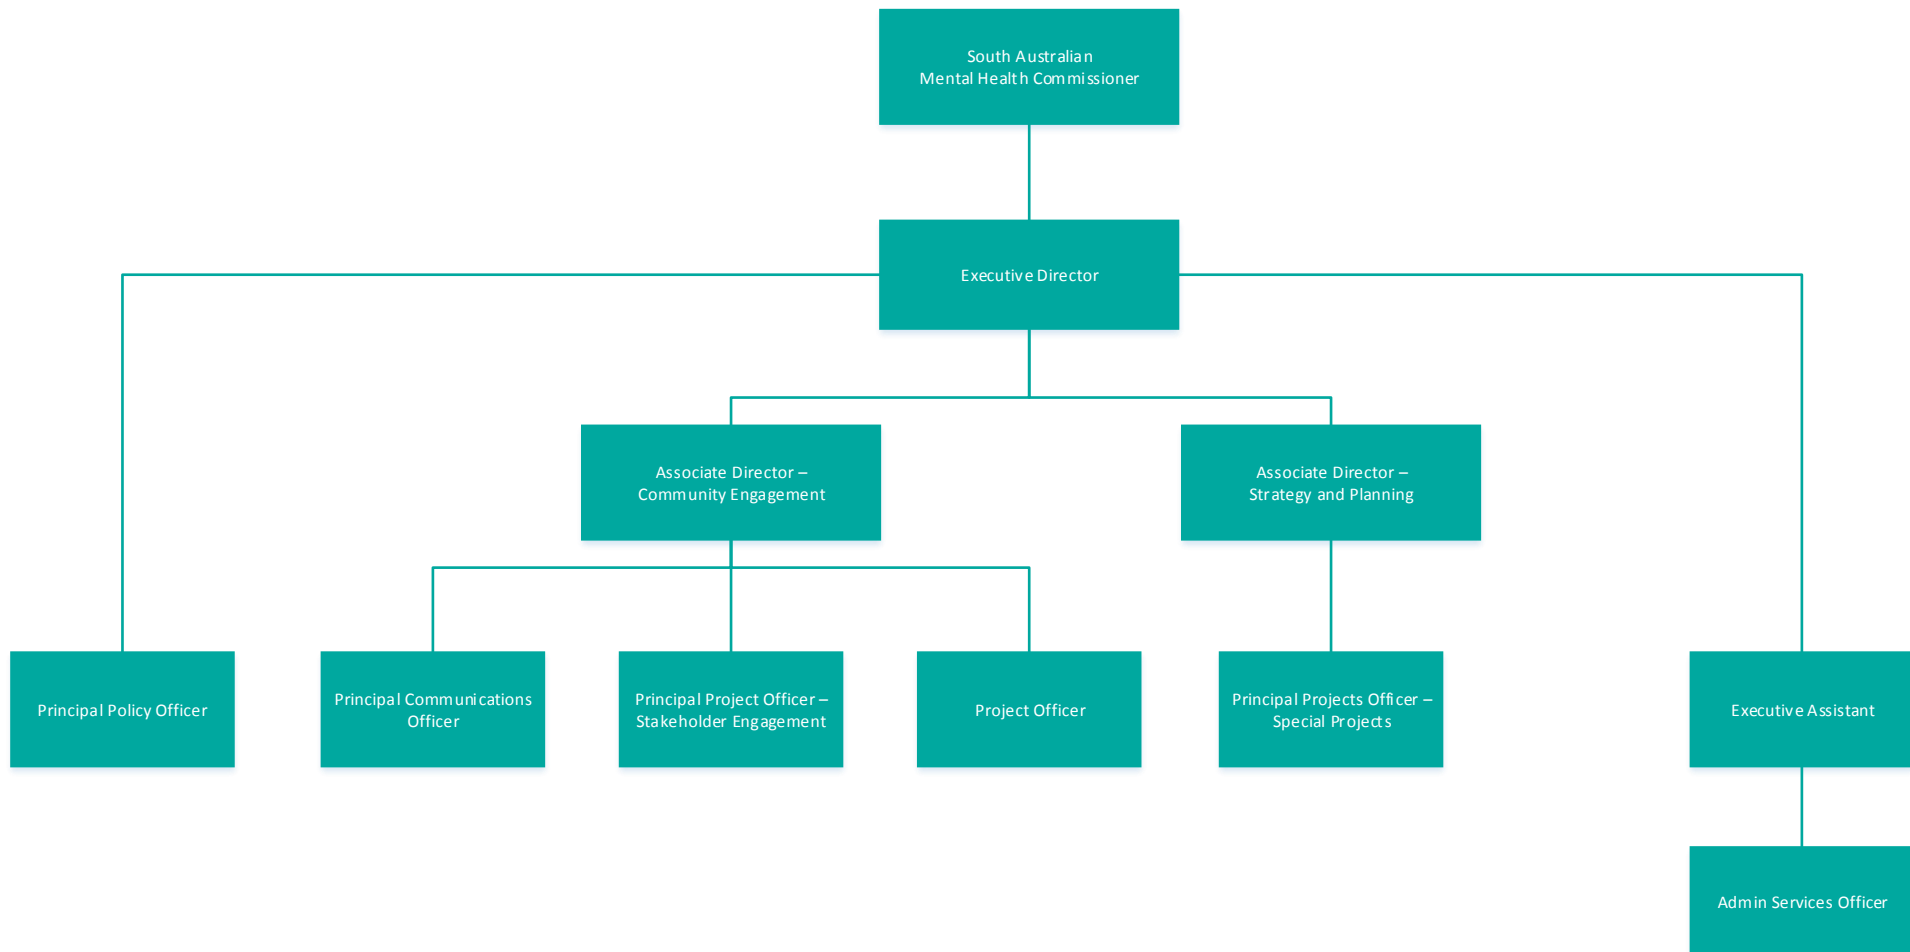 South Australian
Mental Health Commissioner
Executive Director
Associate Director –
Community Engagement
Associate Director –
Strategy and Planning
Principal Policy Officer
Principal Communications
Officer
Principal Project Officer –
Stakeholder Engagement
Project Officer
Principal Projects Officer –
Special Projects
Executive Assistant
Admin Services Officer